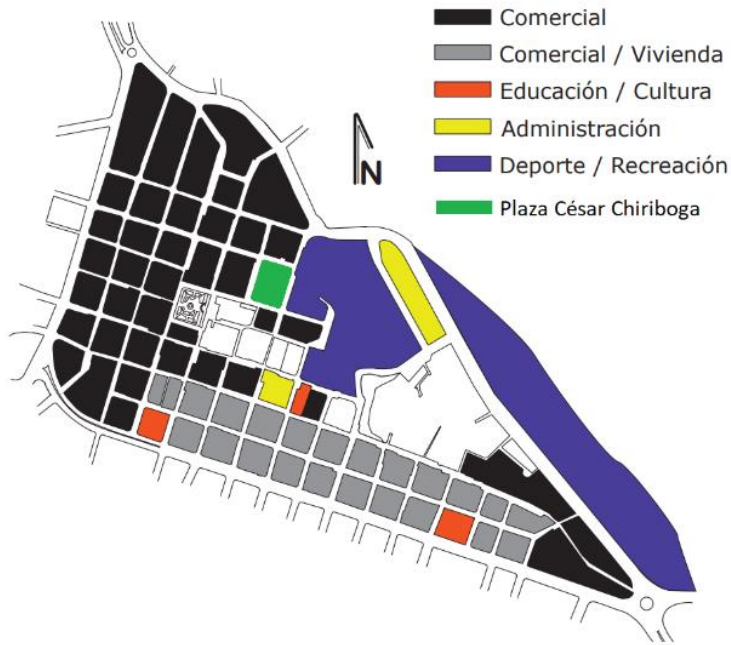 Comercial
Comercial / Vivienda
Educación / Cultura
Administración
Deporte / Recreación
Plaza César Chiriboga
N